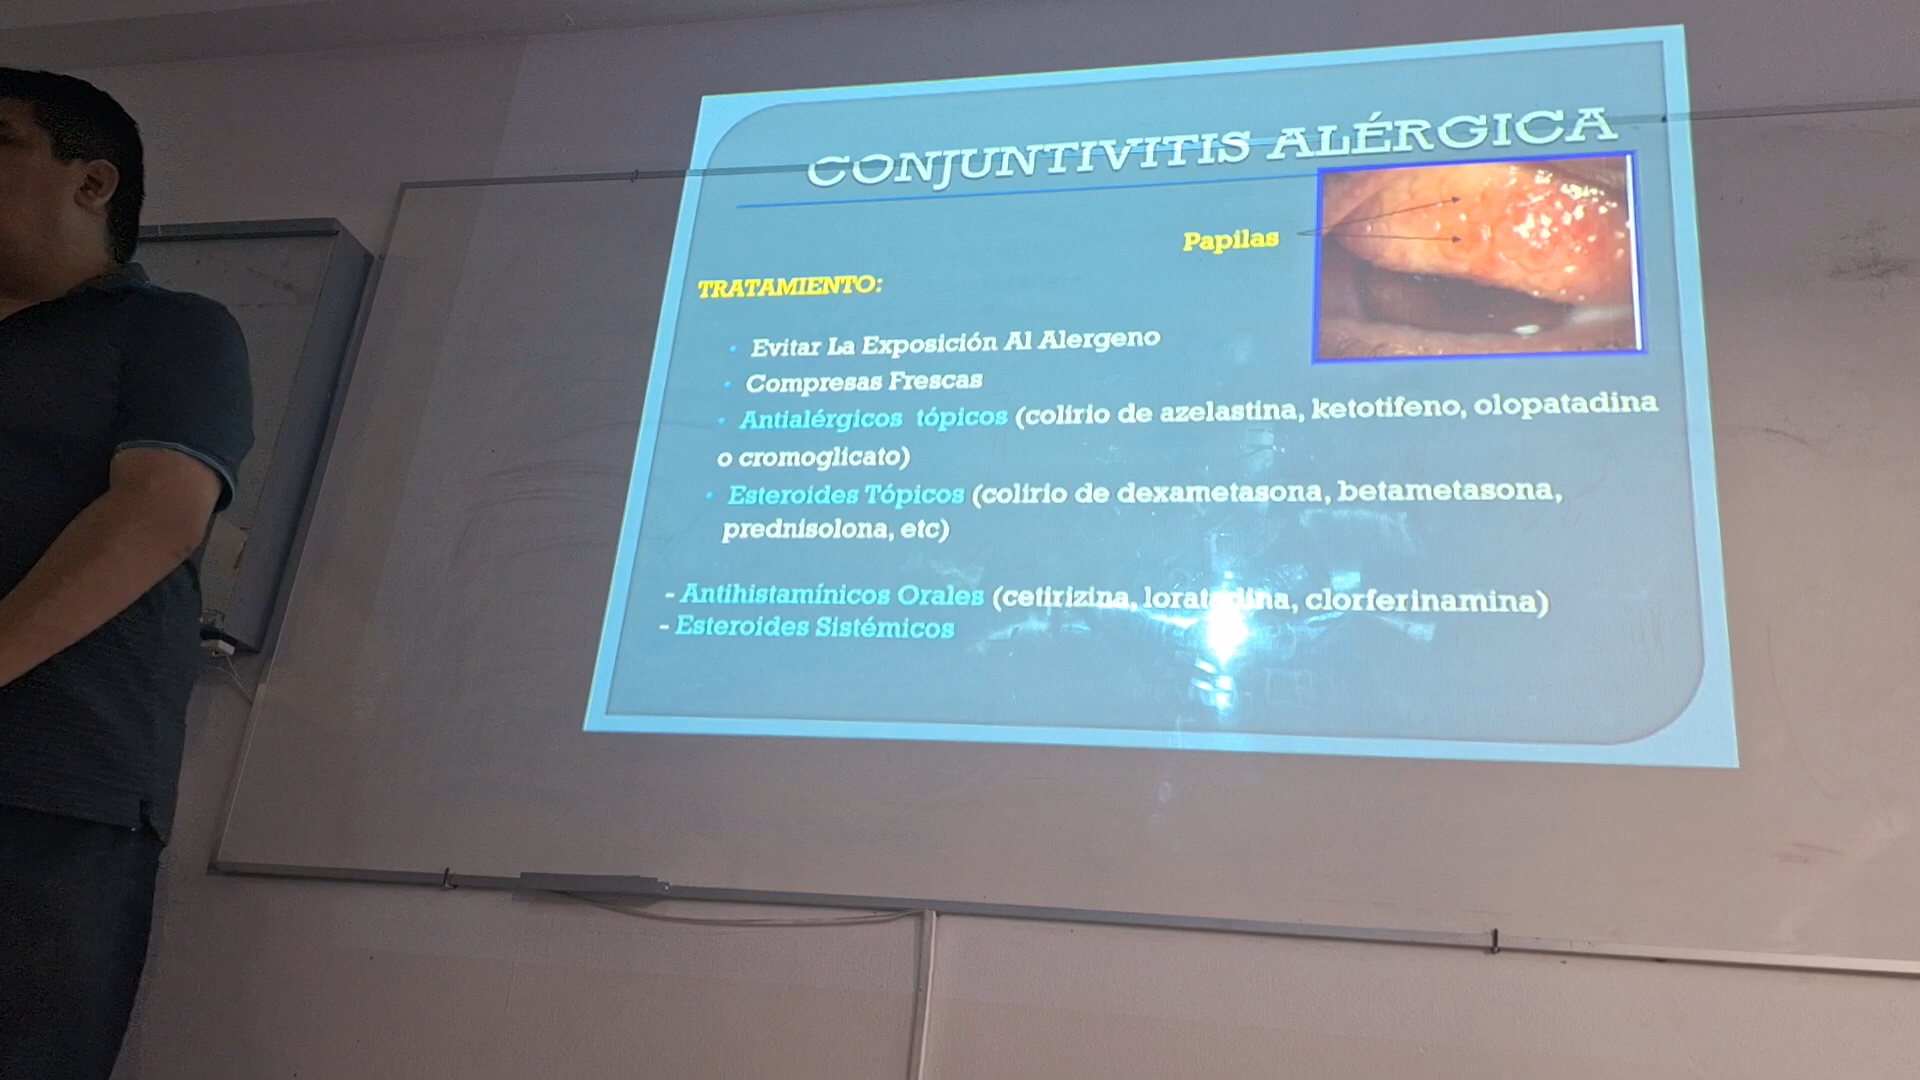 CONJUNTIVITIS ALÉRGICA
Papilas
TRATAMIENTO:
• Evitar La Exposición Al Alergeno
• Compresas Frescas
• Antialérgicos tópicos (colirio de azelastina, ketotifeno, olopatadina
o cromoglicato)
• Esteroides Tópicos (colirio de dexametasona, betametasona,
prednisolona, etc)
- Antihistamínicos Orales (cetirizina, loratadina, clorferinamina)
- Esteroides Sistémicos